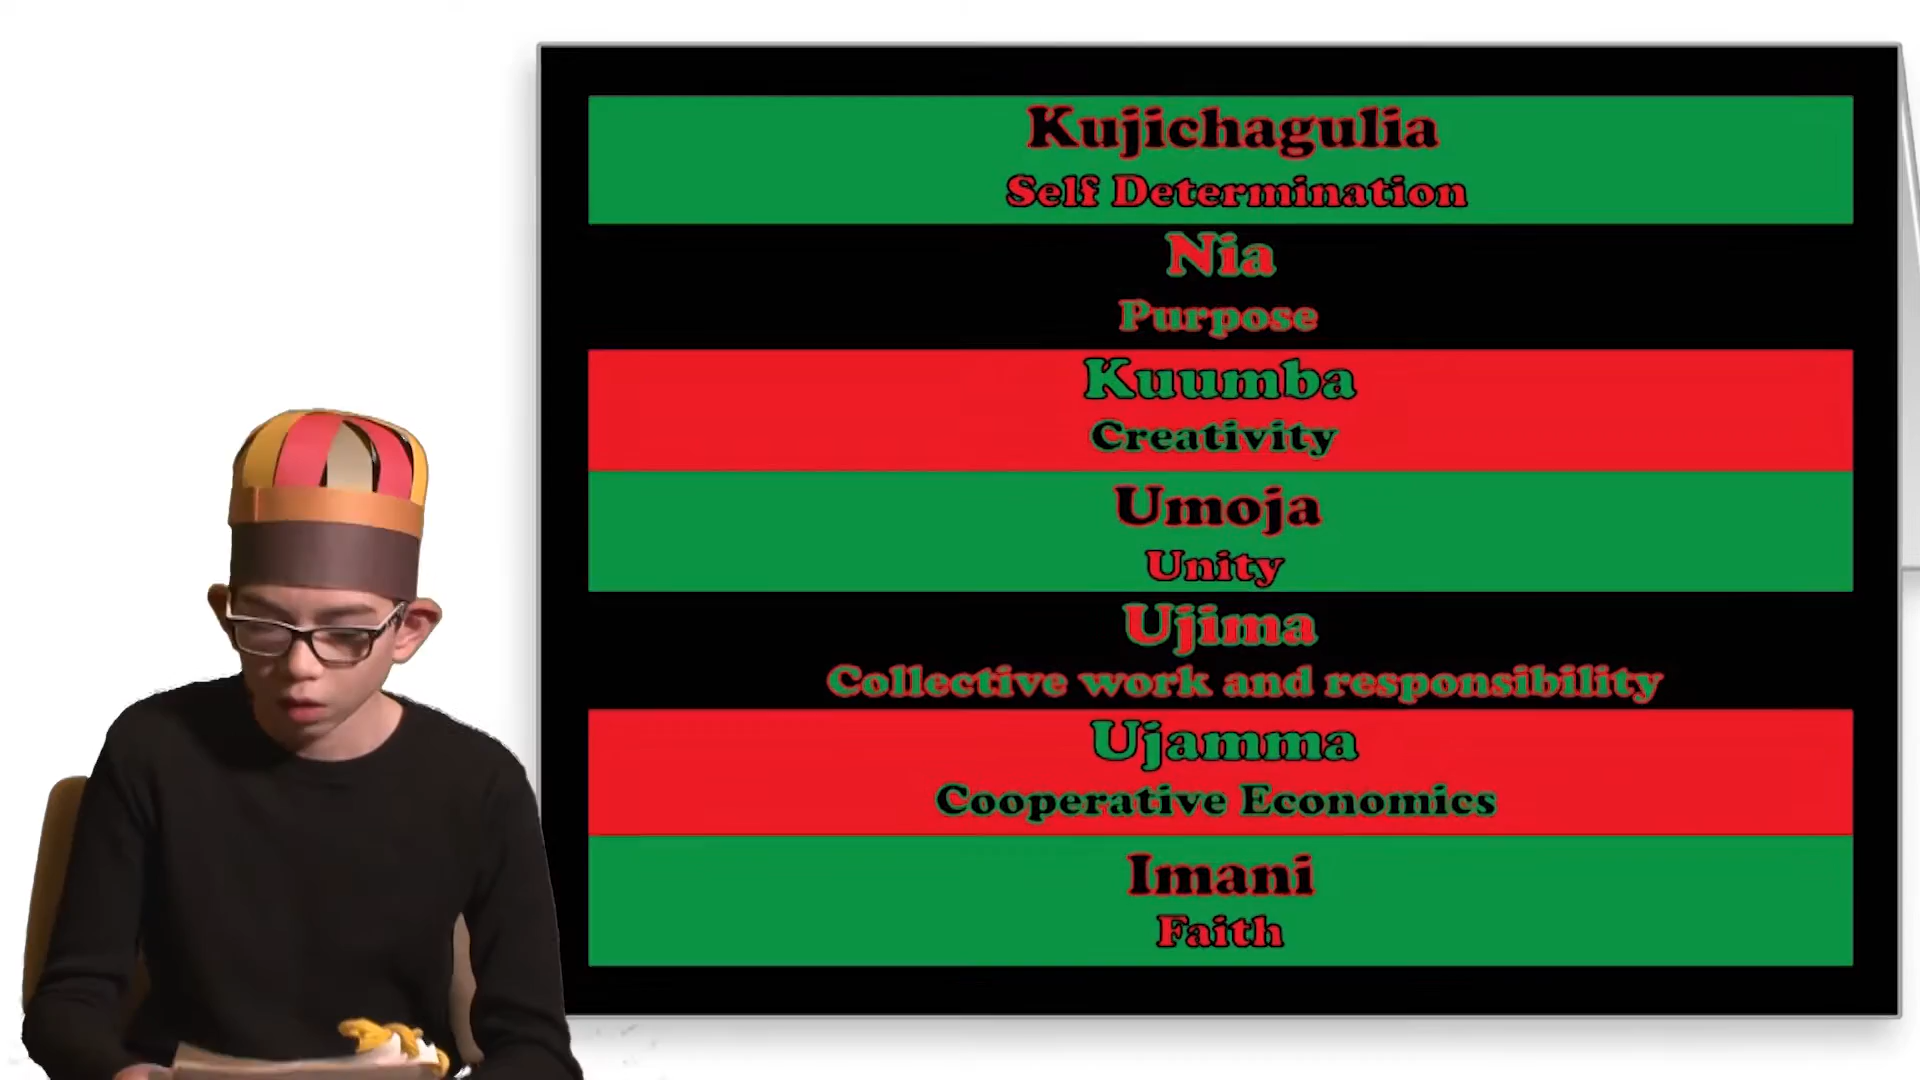 Kujichagulia
Self Determination
Nia
Purpose
Kuumba
Creativity
Umoja
Unity
Ujima
Collective work and responsibility
Ujamma
Cooperative Economics
Imani
Faith